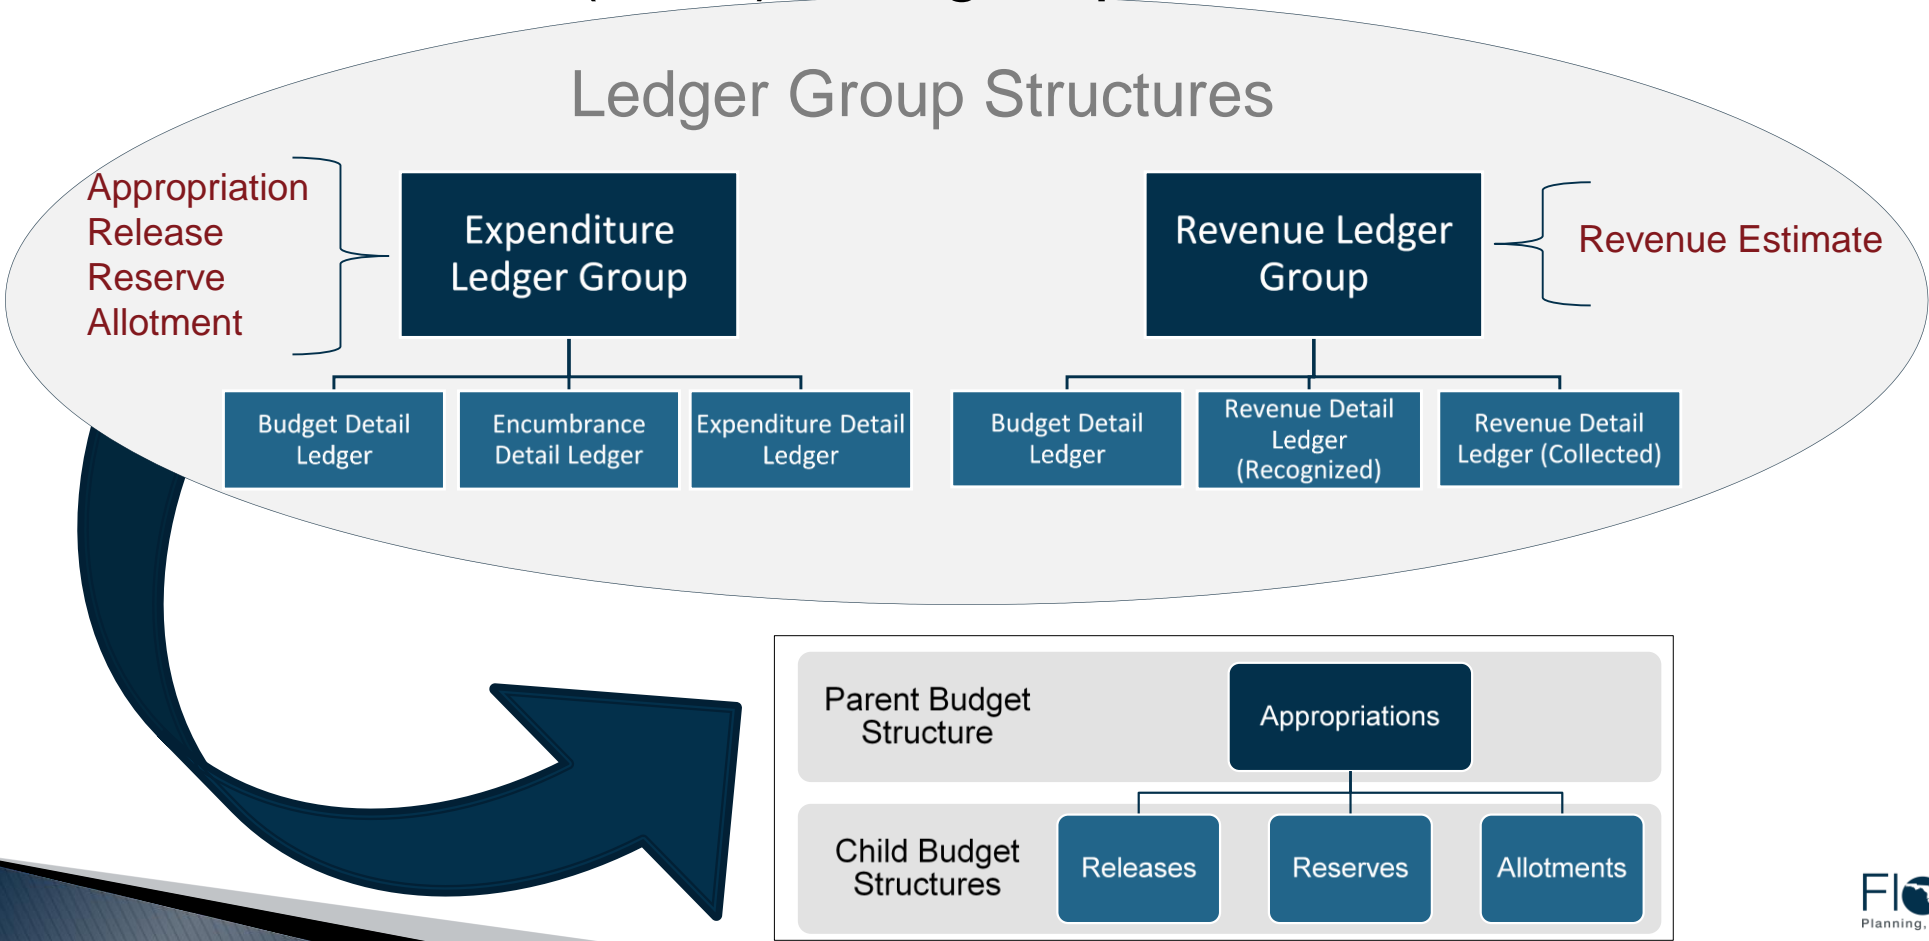 Ledger Group Structures
Appropriation
Release
Reserve
Allotment
Expenditure
Ledger Group
Revenue Ledger
Group
Revenue Estimate
Budget Detail
Ledger
Encumbrance
Detail Ledger
Expenditure Detail
Ledger
Budget Detail
Ledger
Revenue Detail
Ledger
(Recognized)
Revenue Detail
Ledger (Collected)
Parent Budget
Structure
Appropriations
Child Budget
Structures
Releases
Reserves
Allotments
Planning,